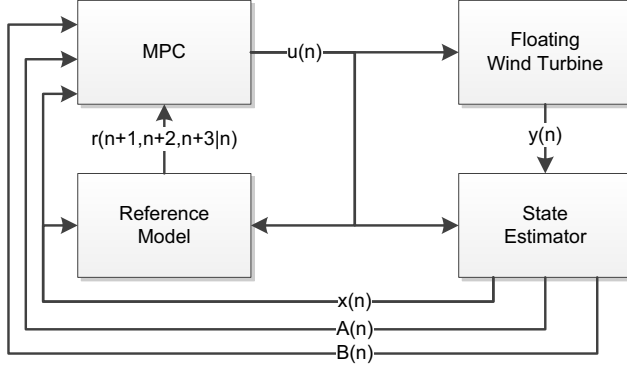 MPC
u(n)
Floating
Wind Turbine
r(n+1,n+2,n+3|n)
y(n)
Reference
Model
State
Estimator
x(n)
A(n)
B(n)